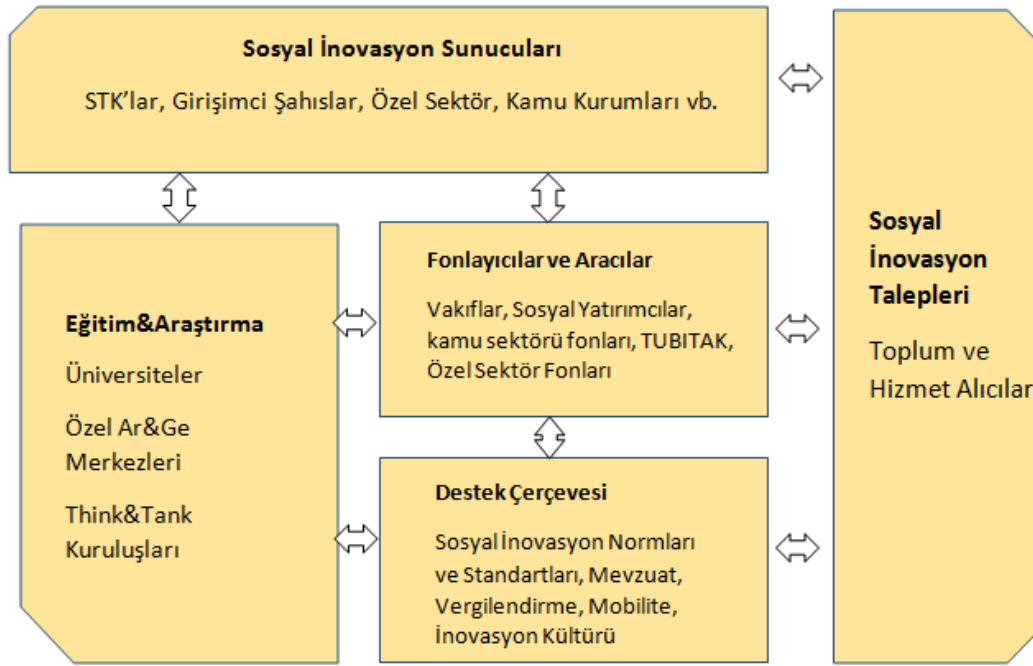 Sosyal İnovasyon Sunucuları
STK'lar, Girişimci Şahıslar, Özel Sektör, Kamu Kurumları vb.
Eğitim&Araştırma
Üniversiteler
Özel Ar&Ge
Merkezleri
Think&Tank
Kuruluşları
Fonlayıcılar ve Aracılar
Vakıflar, Sosyal Yatırımcılar,
kamu sektörü fonları, TUBITAK,
Özel Sektör Fonları
Destek Çerçevesi
Sosyal İnovasyon Normları
ve Standartları, Mevzuat,
Vergilendirme, Mobilite,
İnovasyon Kültürü
Sosyal
İnovasyon
Talepleri
Toplum ve
Hizmet Alıcılar